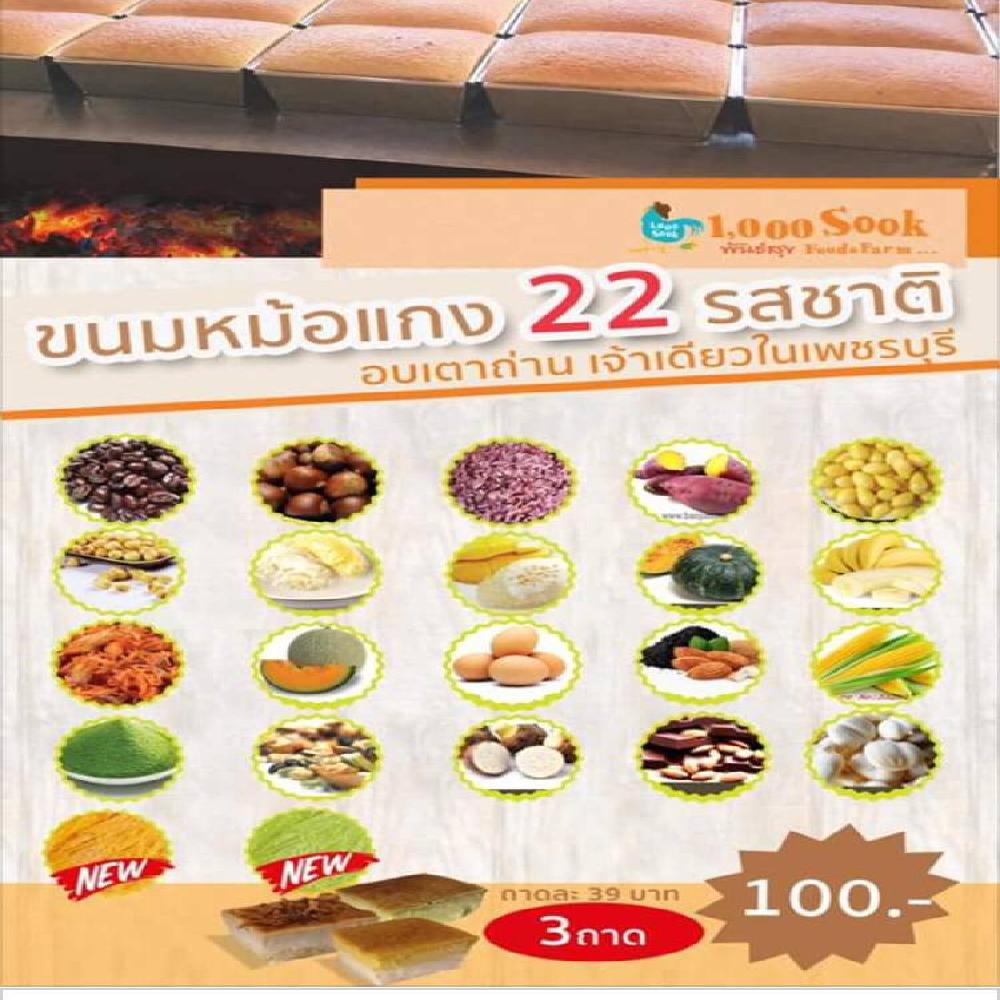 1,000 Sook
พันธ์สุข Food & Farm...
ขนมหม้อแกง 22 รสชาติ
อบเตาถ่าน เจ้าเดียวในเพชรบุรี
NEW
NEW
ถาดละ 39 บาท
3ถาด
100.-